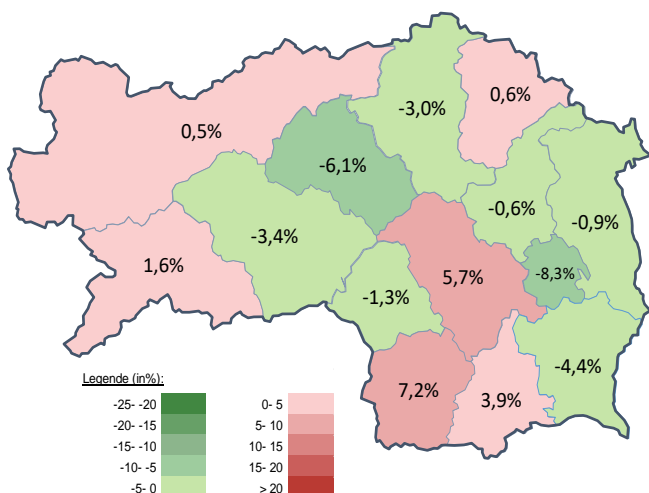 0,6%
-3,0%
0,5%
-6,1%
-0,6%
-0,9%
-3,4%
1,6%
-8,3%
5,7%
-1,3%
-4,4%
7,2%
3,9%
Legende (in%):
-25- -20 0- 5
-20- -15 5- 10
-15- -10 10- 15
-10- -5 15- 20
-5- 0 > 20